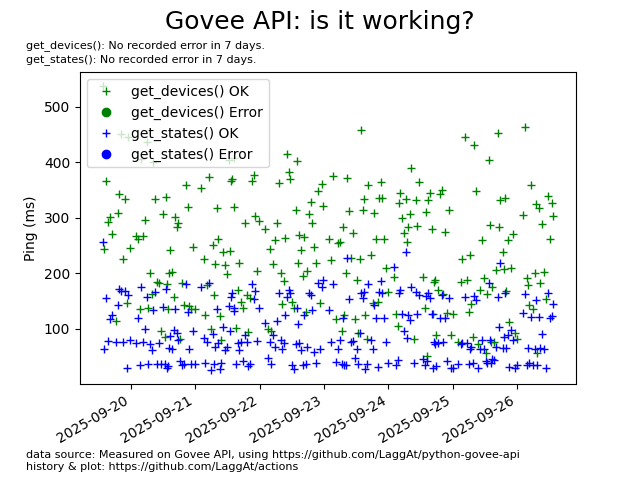 Govee API: is it working?
get_devices(): No recorded error in 7 days.
get_states(): No recorded error in 7 days.
get_devices() OK
get_devices() Error
get_states() OK
get_states() Error
Ping (ms)
500
400
300
200
100
2025-09-20
2025-09-21
2025-09-22
2025-09-23
2025-09-24
2025-09-25
2025-09-26
data source: Measured on Govee API, using https://github.com/LaggAt/python-govee-api
history & plot: https://github.com/LaggAt/actions